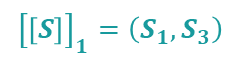 [[S]]₁ = (S₁, S₃)